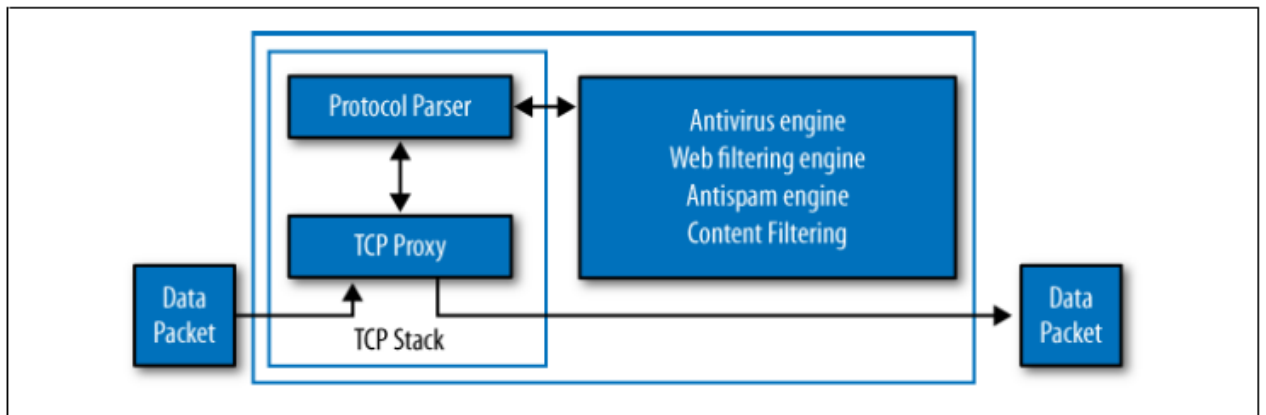 Protocol Parser
Antivirus engine
Web filtering engine
Antispam engine
Content Filtering
TCP Proxy
Data
Packet
TCP Stack
Data
Packet